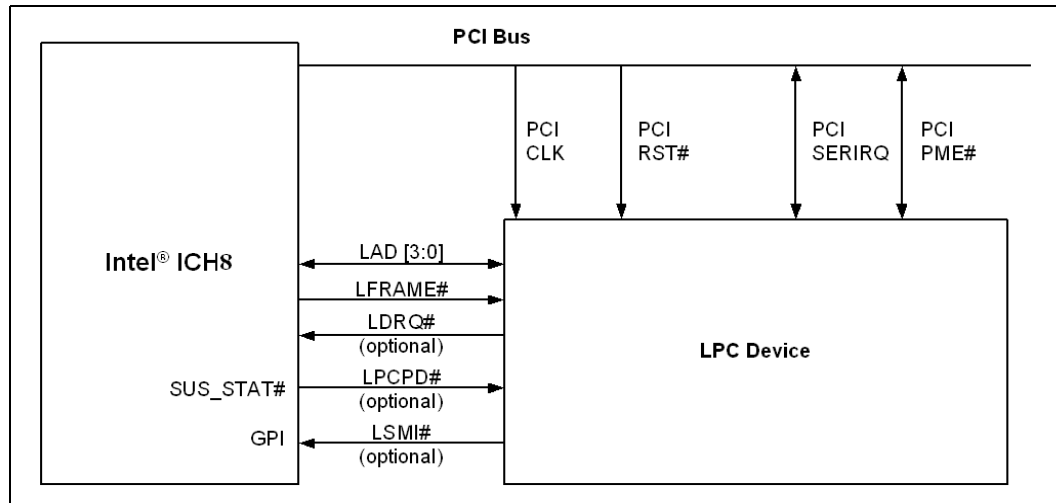 PCI Bus
PCI
CLK
PCI
RST#
PCI
SERIRQ
PCI
PME#
Intel® ICH8
LAD [3:0]
LFRAME#
LDRQ#
(optional)
SUS_STAT#
LPCPD#
(optional)
GPI
LSMI#
(optional)
LPC Device